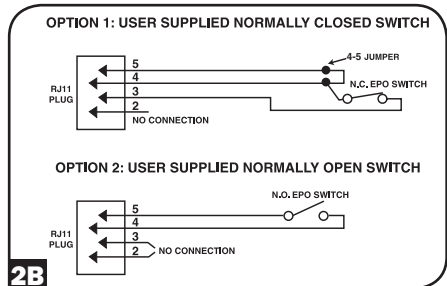 OPTION 1: USER SUPPLIED NORMALLY CLOSED SWITCH
4-5 JUMPER
5
4
N.C. EPO SWITCH
3
RJ11
PLUG
2
NO CONNECTION
OPTION 2: USER SUPPLIED NORMALLY OPEN SWITCH
N.O. EPO SWITCH
5
4
RJ11
PLUG
3
2
NO CONNECTION
2B